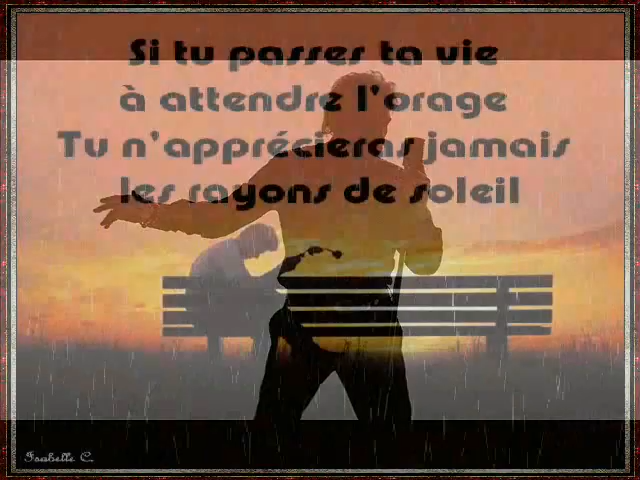 Si tu passes ta vie
à attendre l'orage
Tu n'apprécieras jamais
les rayons de soleil
Isabelle C.